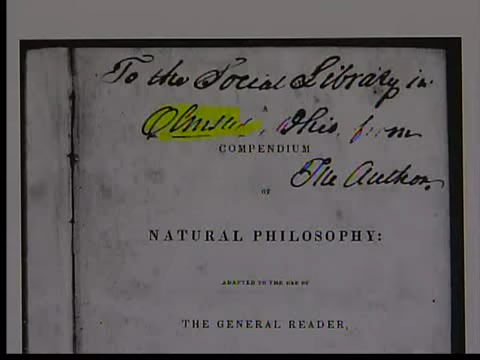 To the Social Library in
A
Olmsted, Ohio, from
COMPENDIUM
The Author.
OF
NATURAL PHILOSOPHY:
ADAPTED TO THE USE OF
THE GENERAL READER,